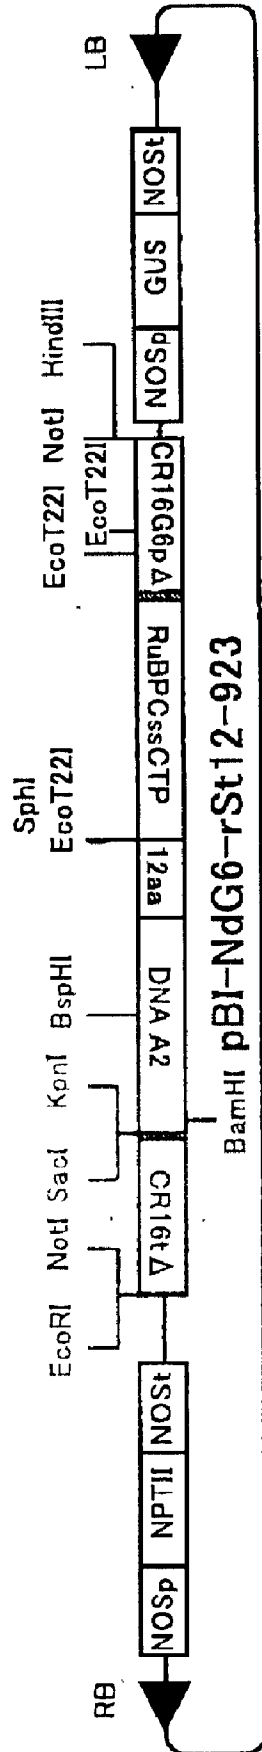 LB
NOSt
GUS
NOSp
HindIII
NotI
EcoT22I
EcoT22I
CR16G6pΔ
RuBPCssCTP
SphI
EcoT22I
12aa
BspHI
DNA A2
KpnI
SacI
BamHI
pBI-NdG6-rSt12-923
CR16tΔ
NotI
EcoRI
NOSt
NPTII
NOSp
RB